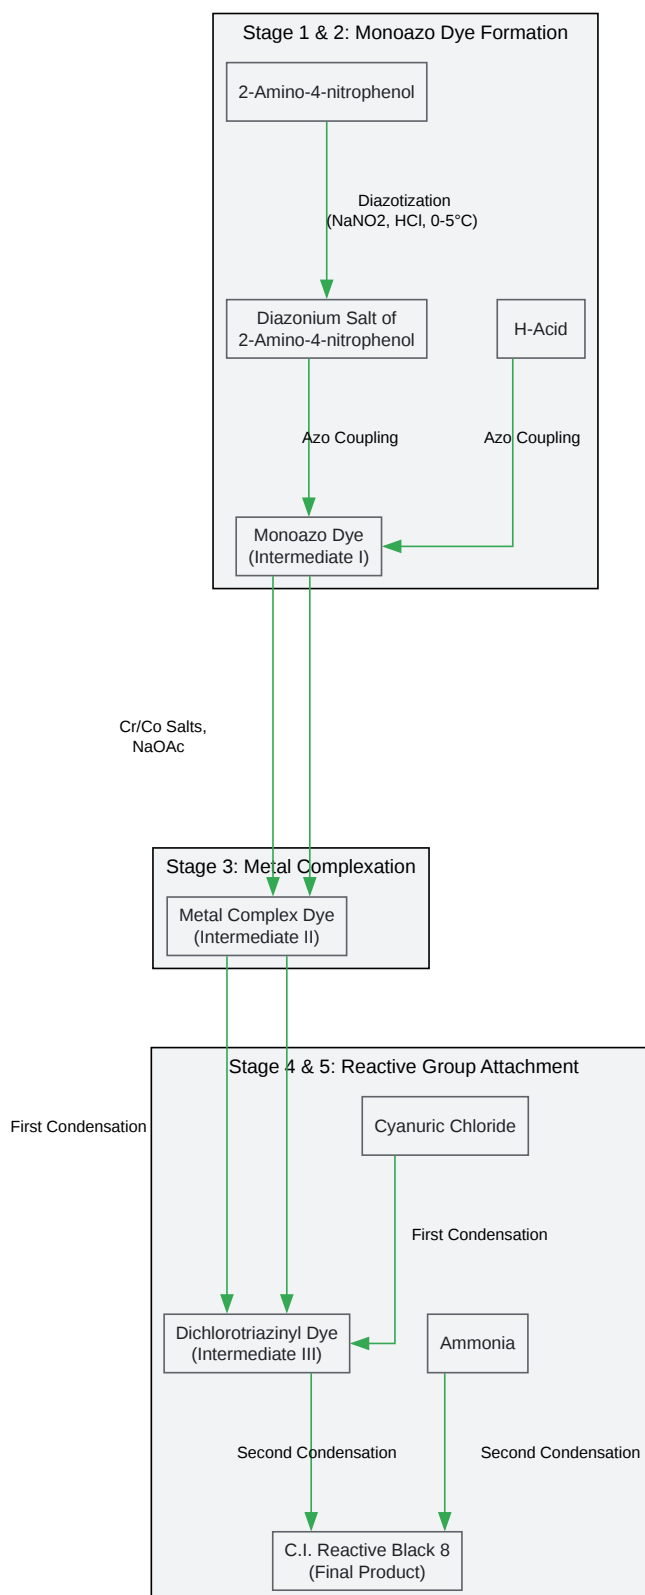 Stage 1 & 2: Monoazo Dye Formation
2-Amino-4-nitrophenol
Diazotization
(NaNO2, HCl, 0-5°C)
Diazonium Salt of
2-Amino-4-nitrophenol
H-Acid
Azo Coupling
Azo Coupling
Monoazo Dye
(Intermediate I)
Cr/Co Salts,
NaOAc
Stage 3: Metal Complexation
Metal Complex Dye
(Intermediate II)
Stage 4 & 5: Reactive Group Attachment
Cyanuric Chloride
First Condensation
First Condensation
Dichlorotriazinyl Dye
(Intermediate III)
Ammonia
Second Condensation
Second Condensation
C.I. Reactive Black 8
(Final Product)